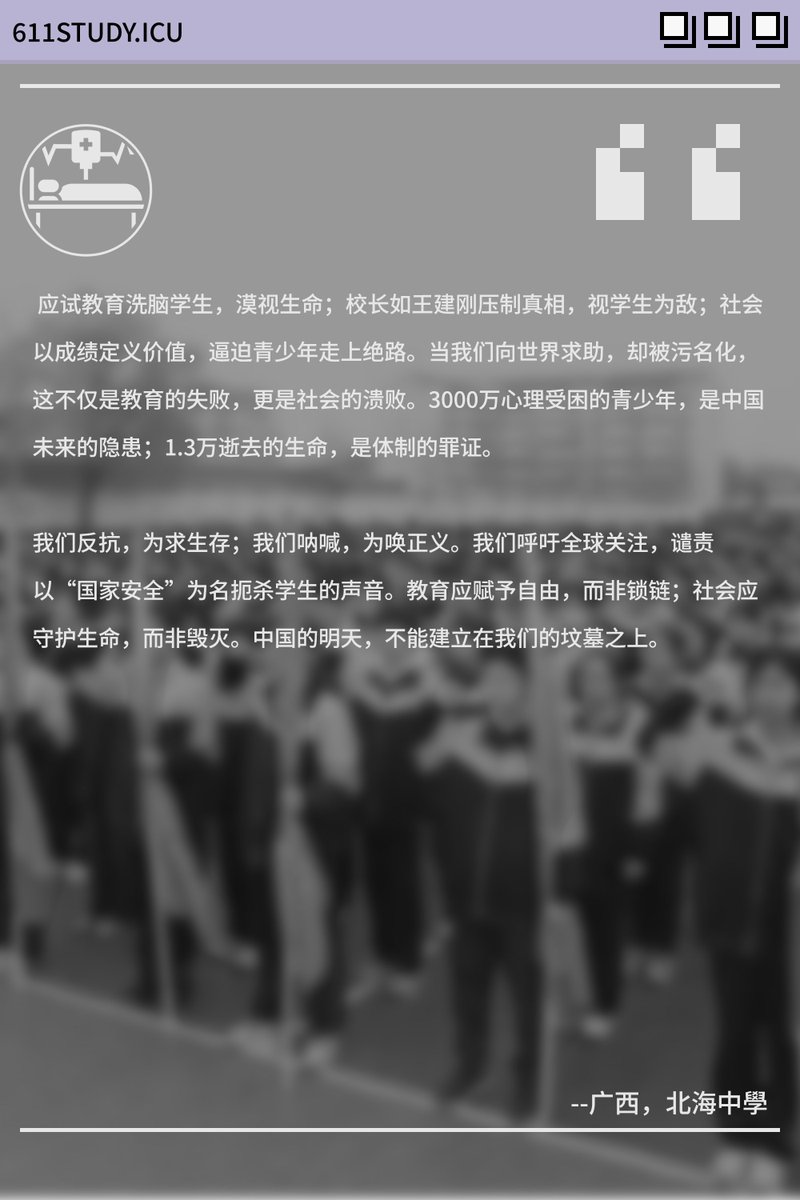 611STUDY.ICU
应试教育洗脑学生，漠视生命；校长如王建刚压制真相，视学生为敌；社会
以成绩定义价值，逼迫青少年走上绝路。当我们向世界求助，却被污名化，
这不仅是教育的失败，更是社会的溃败。3000万心理受困的青少年，是中国
未来的隐患；1.3万逝去的生命，是体制的罪证。
我们反抗，为求生存；我们呐喊，为唤正义。我们呼吁全球关注，谴责
以“国家安全”为名扼杀学生的声音。教育应赋予自由，而非锁链；社会应
守护生命，而非毁灭。中国的明天，不能建立在我们的坟墓之上。
--广西，北海中學